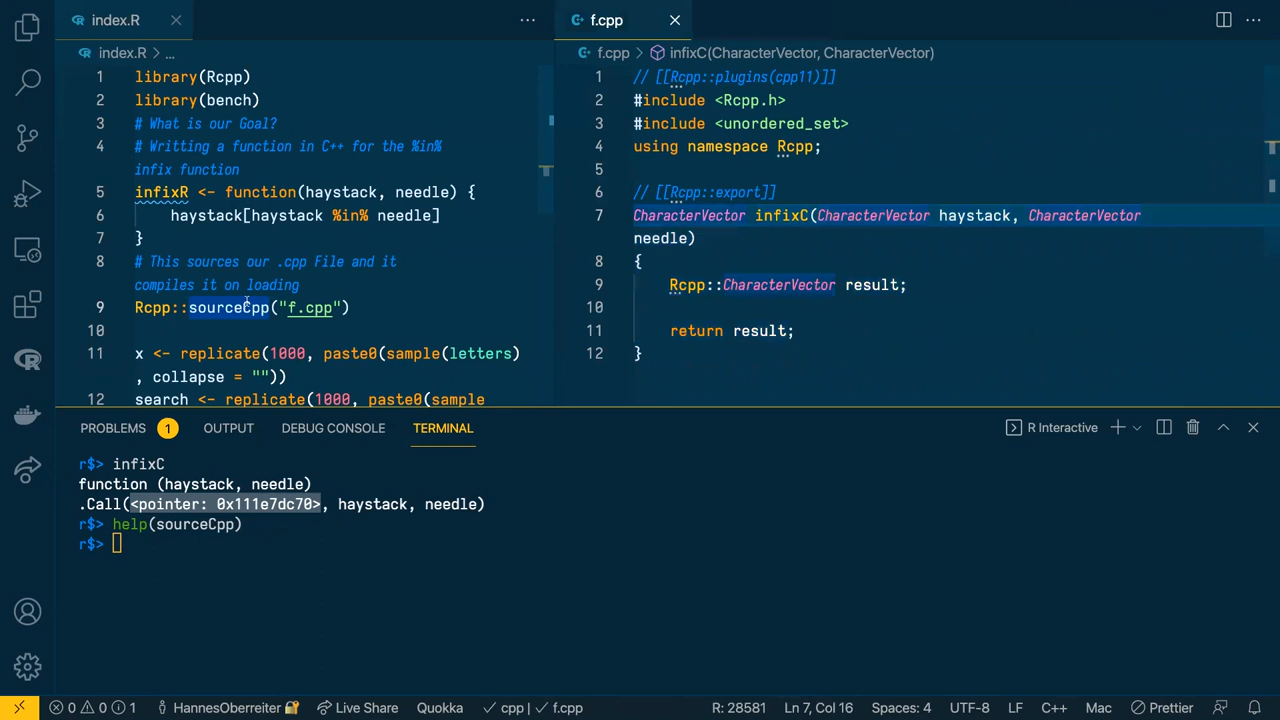 index.R
f.cpp
index.R > ...
f.cpp > infixC(CharacterVector, CharacterVector)
1 library(Rcpp)
2 library(bench)
3 # What is our Goal?
4 # Writting a function in C++ for the %in%
infix function
5 infixR <- function(haystack, needle) {
6 haystack[haystack %in% needle]
7 }
8 # This sources our .cpp File and it
compiles it on loading
9 Rcpp::sourceCpp("f.cpp")
10
11 x <- replicate(1000, paste0(sample(letters)
, collapse = ""))
12 search <- replicate(1000, paste0(sample
1 // [[Rcpp::plugins(cpp11)]]
2 #include <Rcpp.h>
3 #include <unordered_set>
4 using namespace Rcpp;
5
6 // [[Rcpp::export]]
7 CharacterVector infixC(CharacterVector haystack, CharacterVector
needle)
8 {
9 Rcpp::CharacterVector result;
10
11 return result;
12 }
PROBLEMS 1 OUTPUT DEBUG CONSOLE TERMINAL
R Interactive
r$> infixC
function (haystack, needle)
.Call(<pointer: 0x111e7dc70>, haystack, needle)
r$> help(sourceCpp)
r$>
0 0 1 HannesOberreiter Live Share Quokka cpp | f.cpp R: 28581 Ln 7, Col 16 Spaces: 4 UTF-8 LF C++ Mac Prettier